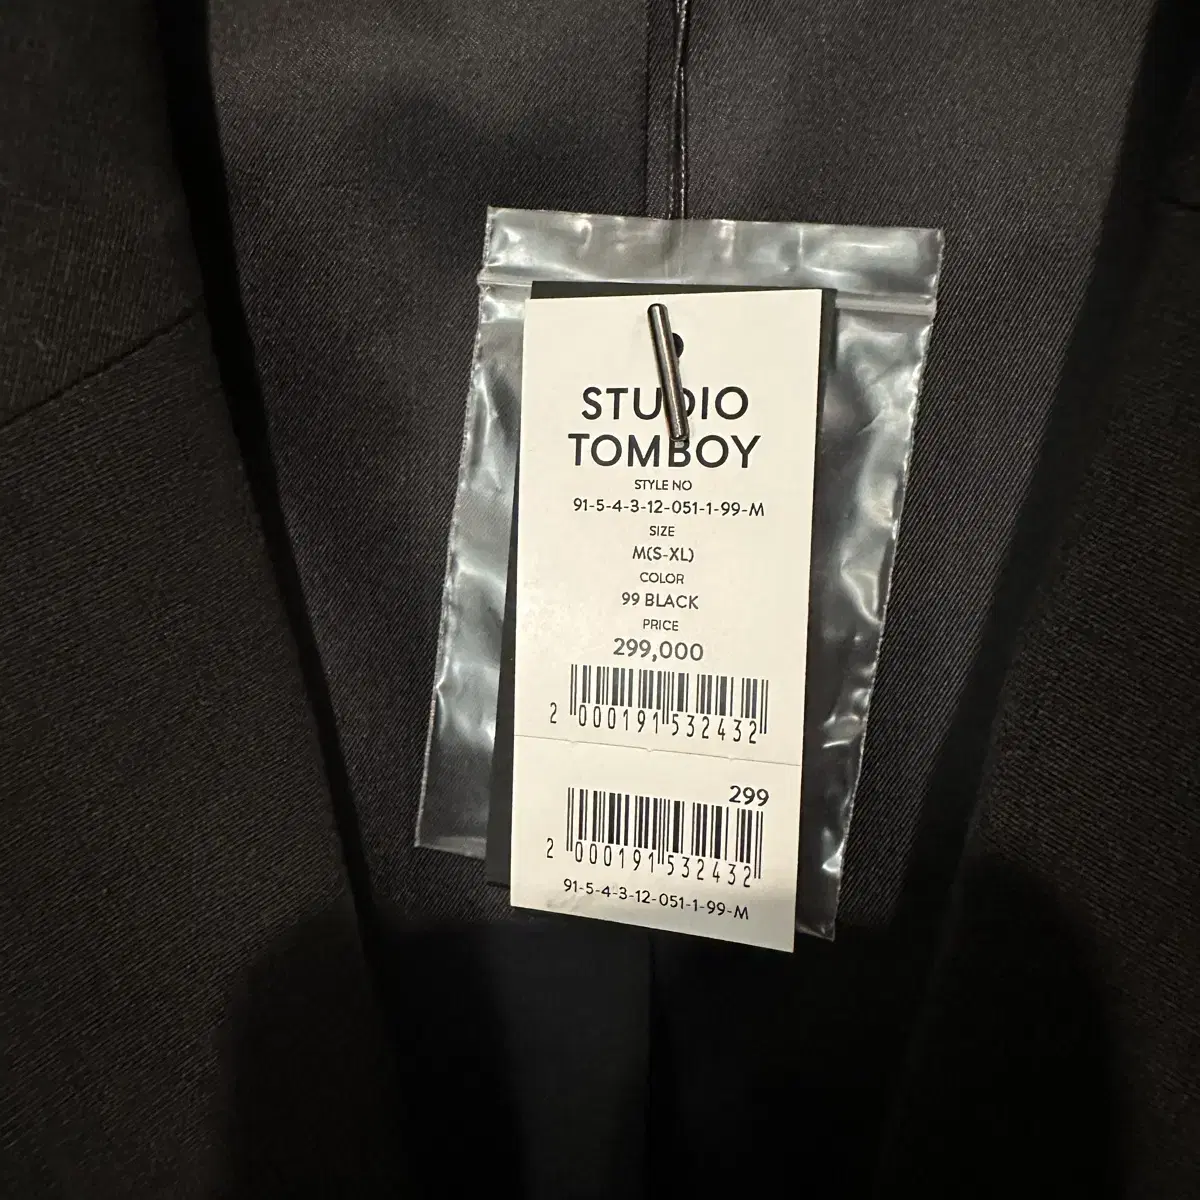 STUDIO
TOMBOY
STYLE NO
91-5-4-3-12-051-1-99-M
SIZE
M(S-XL)
COLOR
99 BLACK
PRICE
299,000
2 000191 532432
299
2 000191 532432
91-5-4-3-12-051-1-99-M